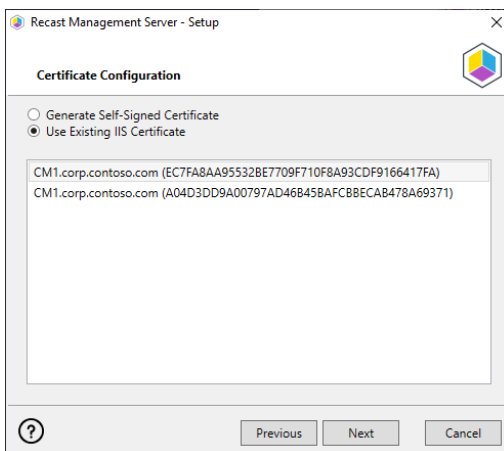 Recast Management Server - Setup
Certificate Configuration
Generate Self-Signed Certificate
Use Existing IIS Certificate
CM1.corp.contoso.com (EC7FA8AA95532BE7709F710F8A93CDF9166417FA)
CM1.corp.contoso.com (A04D3DD9A00797AD46B45BAFCBBECAB478A69371)
?
Previous Next Cancel